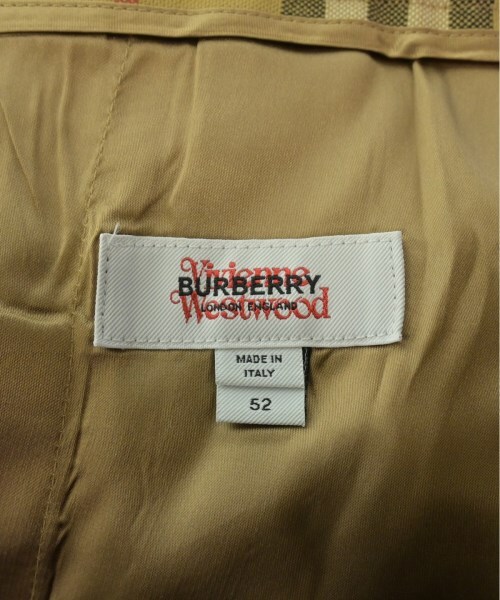 Vivienne
BURBERRY
LONDON ENGLAND
Westwood
MADE IN
ITALY
52